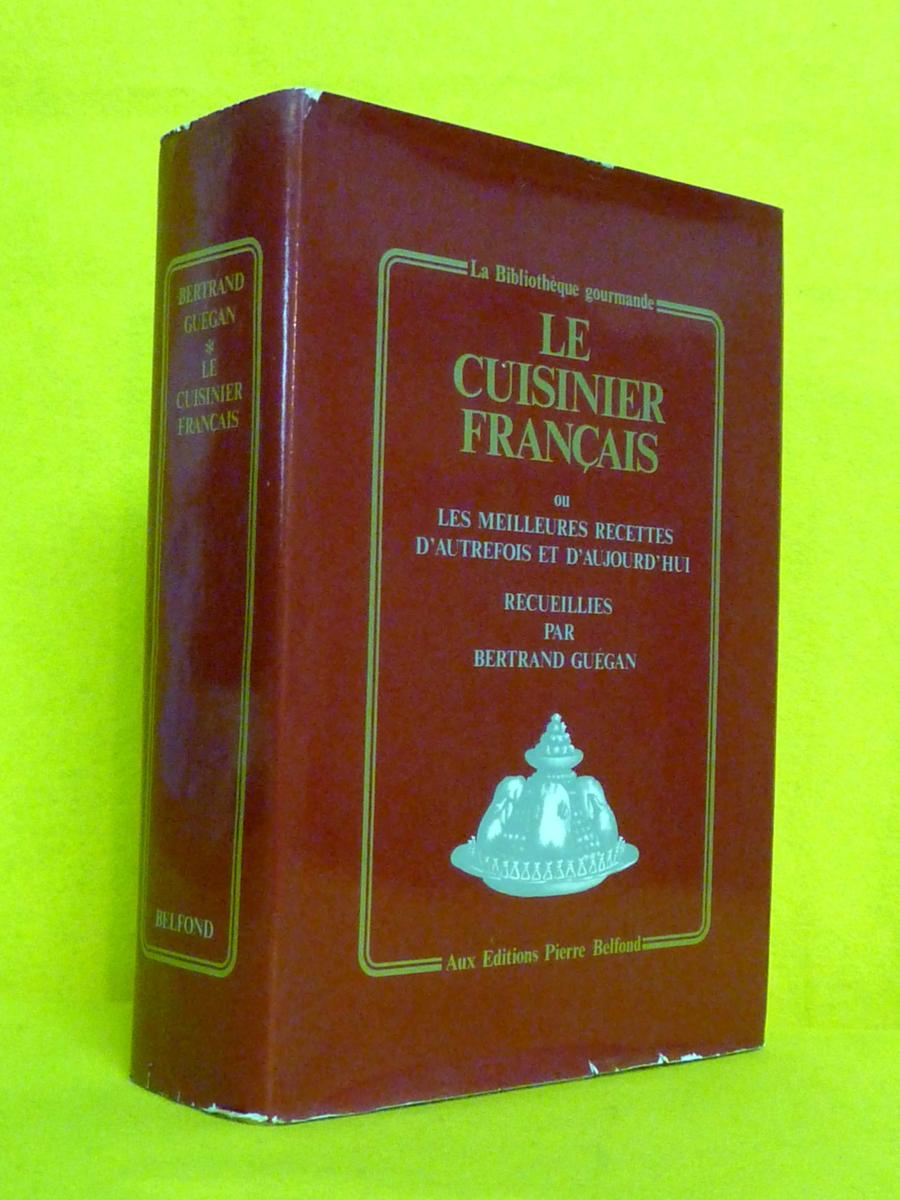 BERTRAND
GUÉGAN
*
LE
CUISINIER
FRANÇAIS
BELFOND
La Bibliothèque gourmande
LE
CUISINIER
FRANÇAIS
ou
LES MEILLEURES RECETTES
D'AUTREFOIS ET D'AUJOURD'HUI
RECUEILLIES
PAR
BERTRAND GUÉGAN
Aux Editions Pierre Belfond